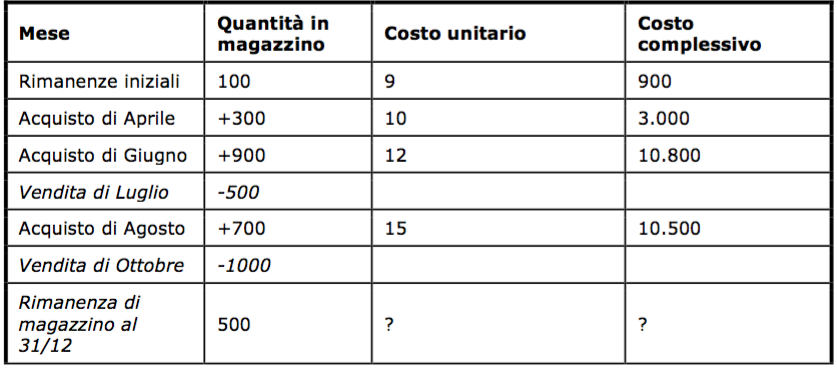 Mese Quantità in magazzino Costo unitario Costo complessivo
Rimanenze iniziali 100 9 900
Acquisto di Aprile +300 10 3.000
Acquisto di Giugno +900 12 10.800
Vendita di Luglio -500
Acquisto di Agosto +700 15 10.500
Vendita di Ottobre -1000
Rimanenza di magazzino al 31/12 500 ? ?